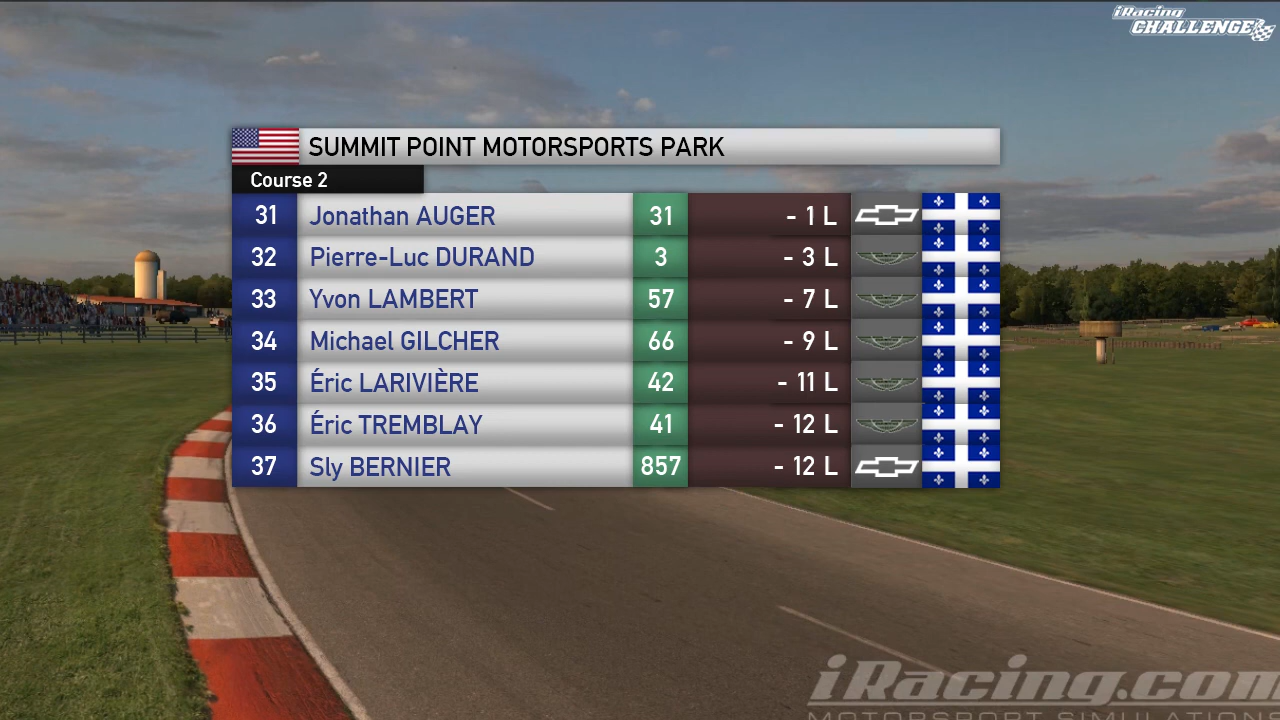 iRacing
CHALLENGE
SUMMIT POINT MOTORSPORTS PARK
Course 2
31 Jonathan AUGER 31 - 1 L
32 Pierre-Luc DURAND 3 - 3 L
33 Yvon LAMBERT 57 - 7 L
34 Michael GILCHER 66 - 9 L
35 Éric LARIVIÈRE 42 - 11 L
36 Éric TREMBLAY 41 - 12 L
37 Sly BERNIER 857 - 12 L
iRacing.com
MOTORSPORT SIMULATIONS